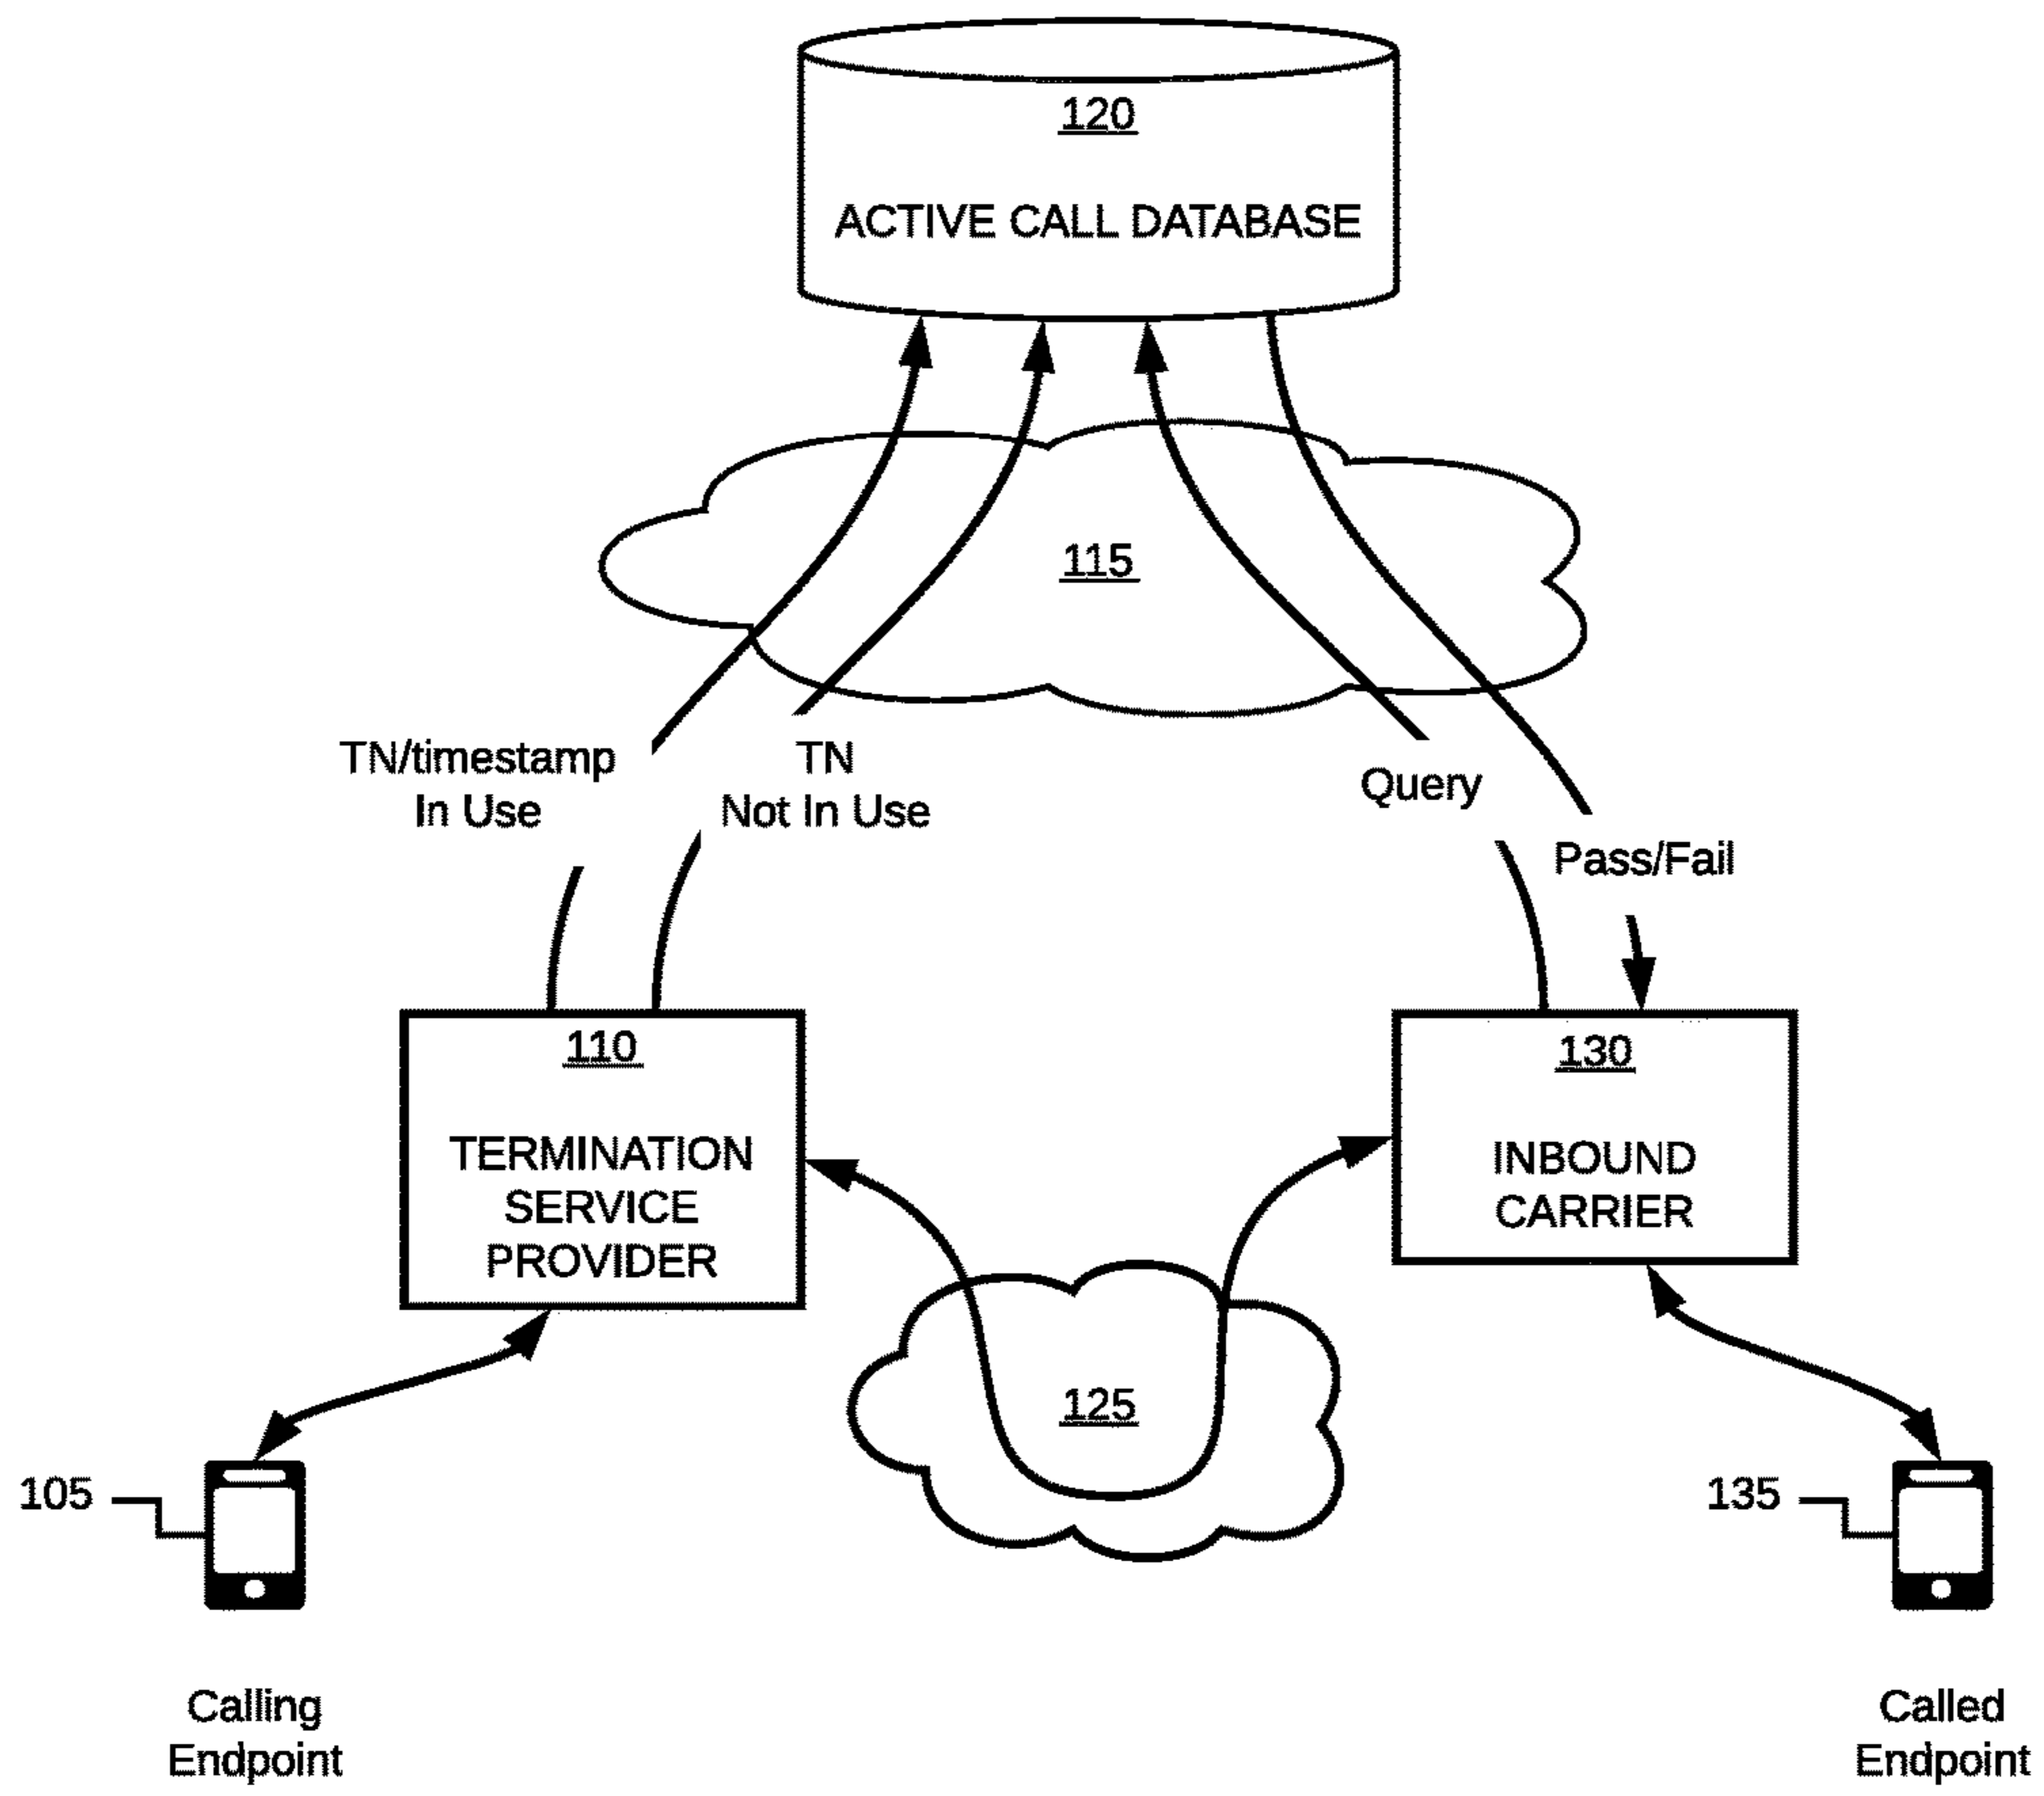 120
ACTIVE CALL DATABASE
115
TN/timestamp
In Use
TN
Not In Use
Query
Pass/Fail
110
TERMINATION
SERVICE
PROVIDER
130
INBOUND
CARRIER
125
105
135
Calling
Endpoint
Called
Endpoint